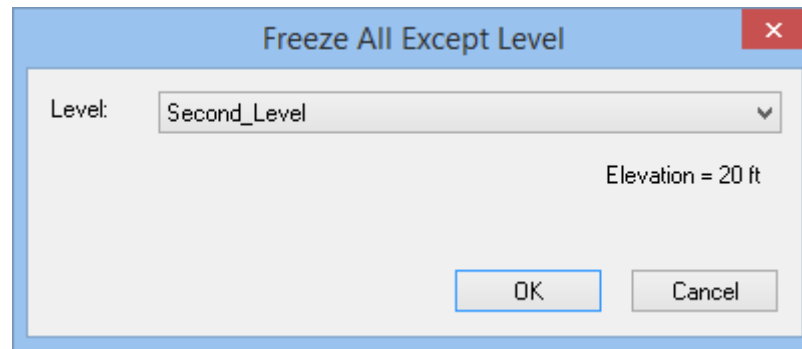 Freeze All Except Level
Level: Second_Level
Elevation = 20 ft
OK Cancel